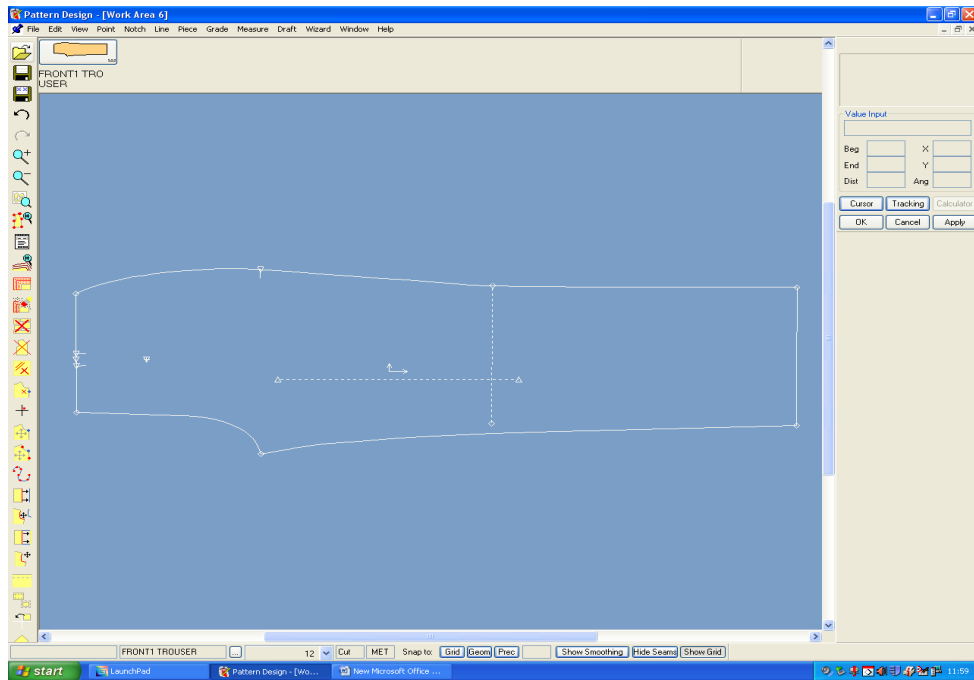 Pattern Design - [Work Area 6]
File Edit View Point Notch Line Piece Grade Measure Draft Wizard Window Help
FRONT1 TRO
USER
Value Input
Beg X
End Y
Dist Ang
Cursor Tracking Calculator
OK Cancel Apply
FRONT1 TROUSER ... 12 Cut MET Snap to: Grid Geom Prec Show Smoothing Hide Seams Show Grid
start LaunchPad Pattern Design - [Wo... New Microsoft Office ... 11:59